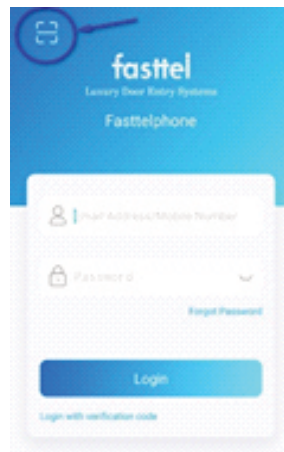 fasttel
Luxury Door Entry Systems
Fasttelphone
Email Address/Mobile Number
Password
Forgot Password
Login
Login with verification code